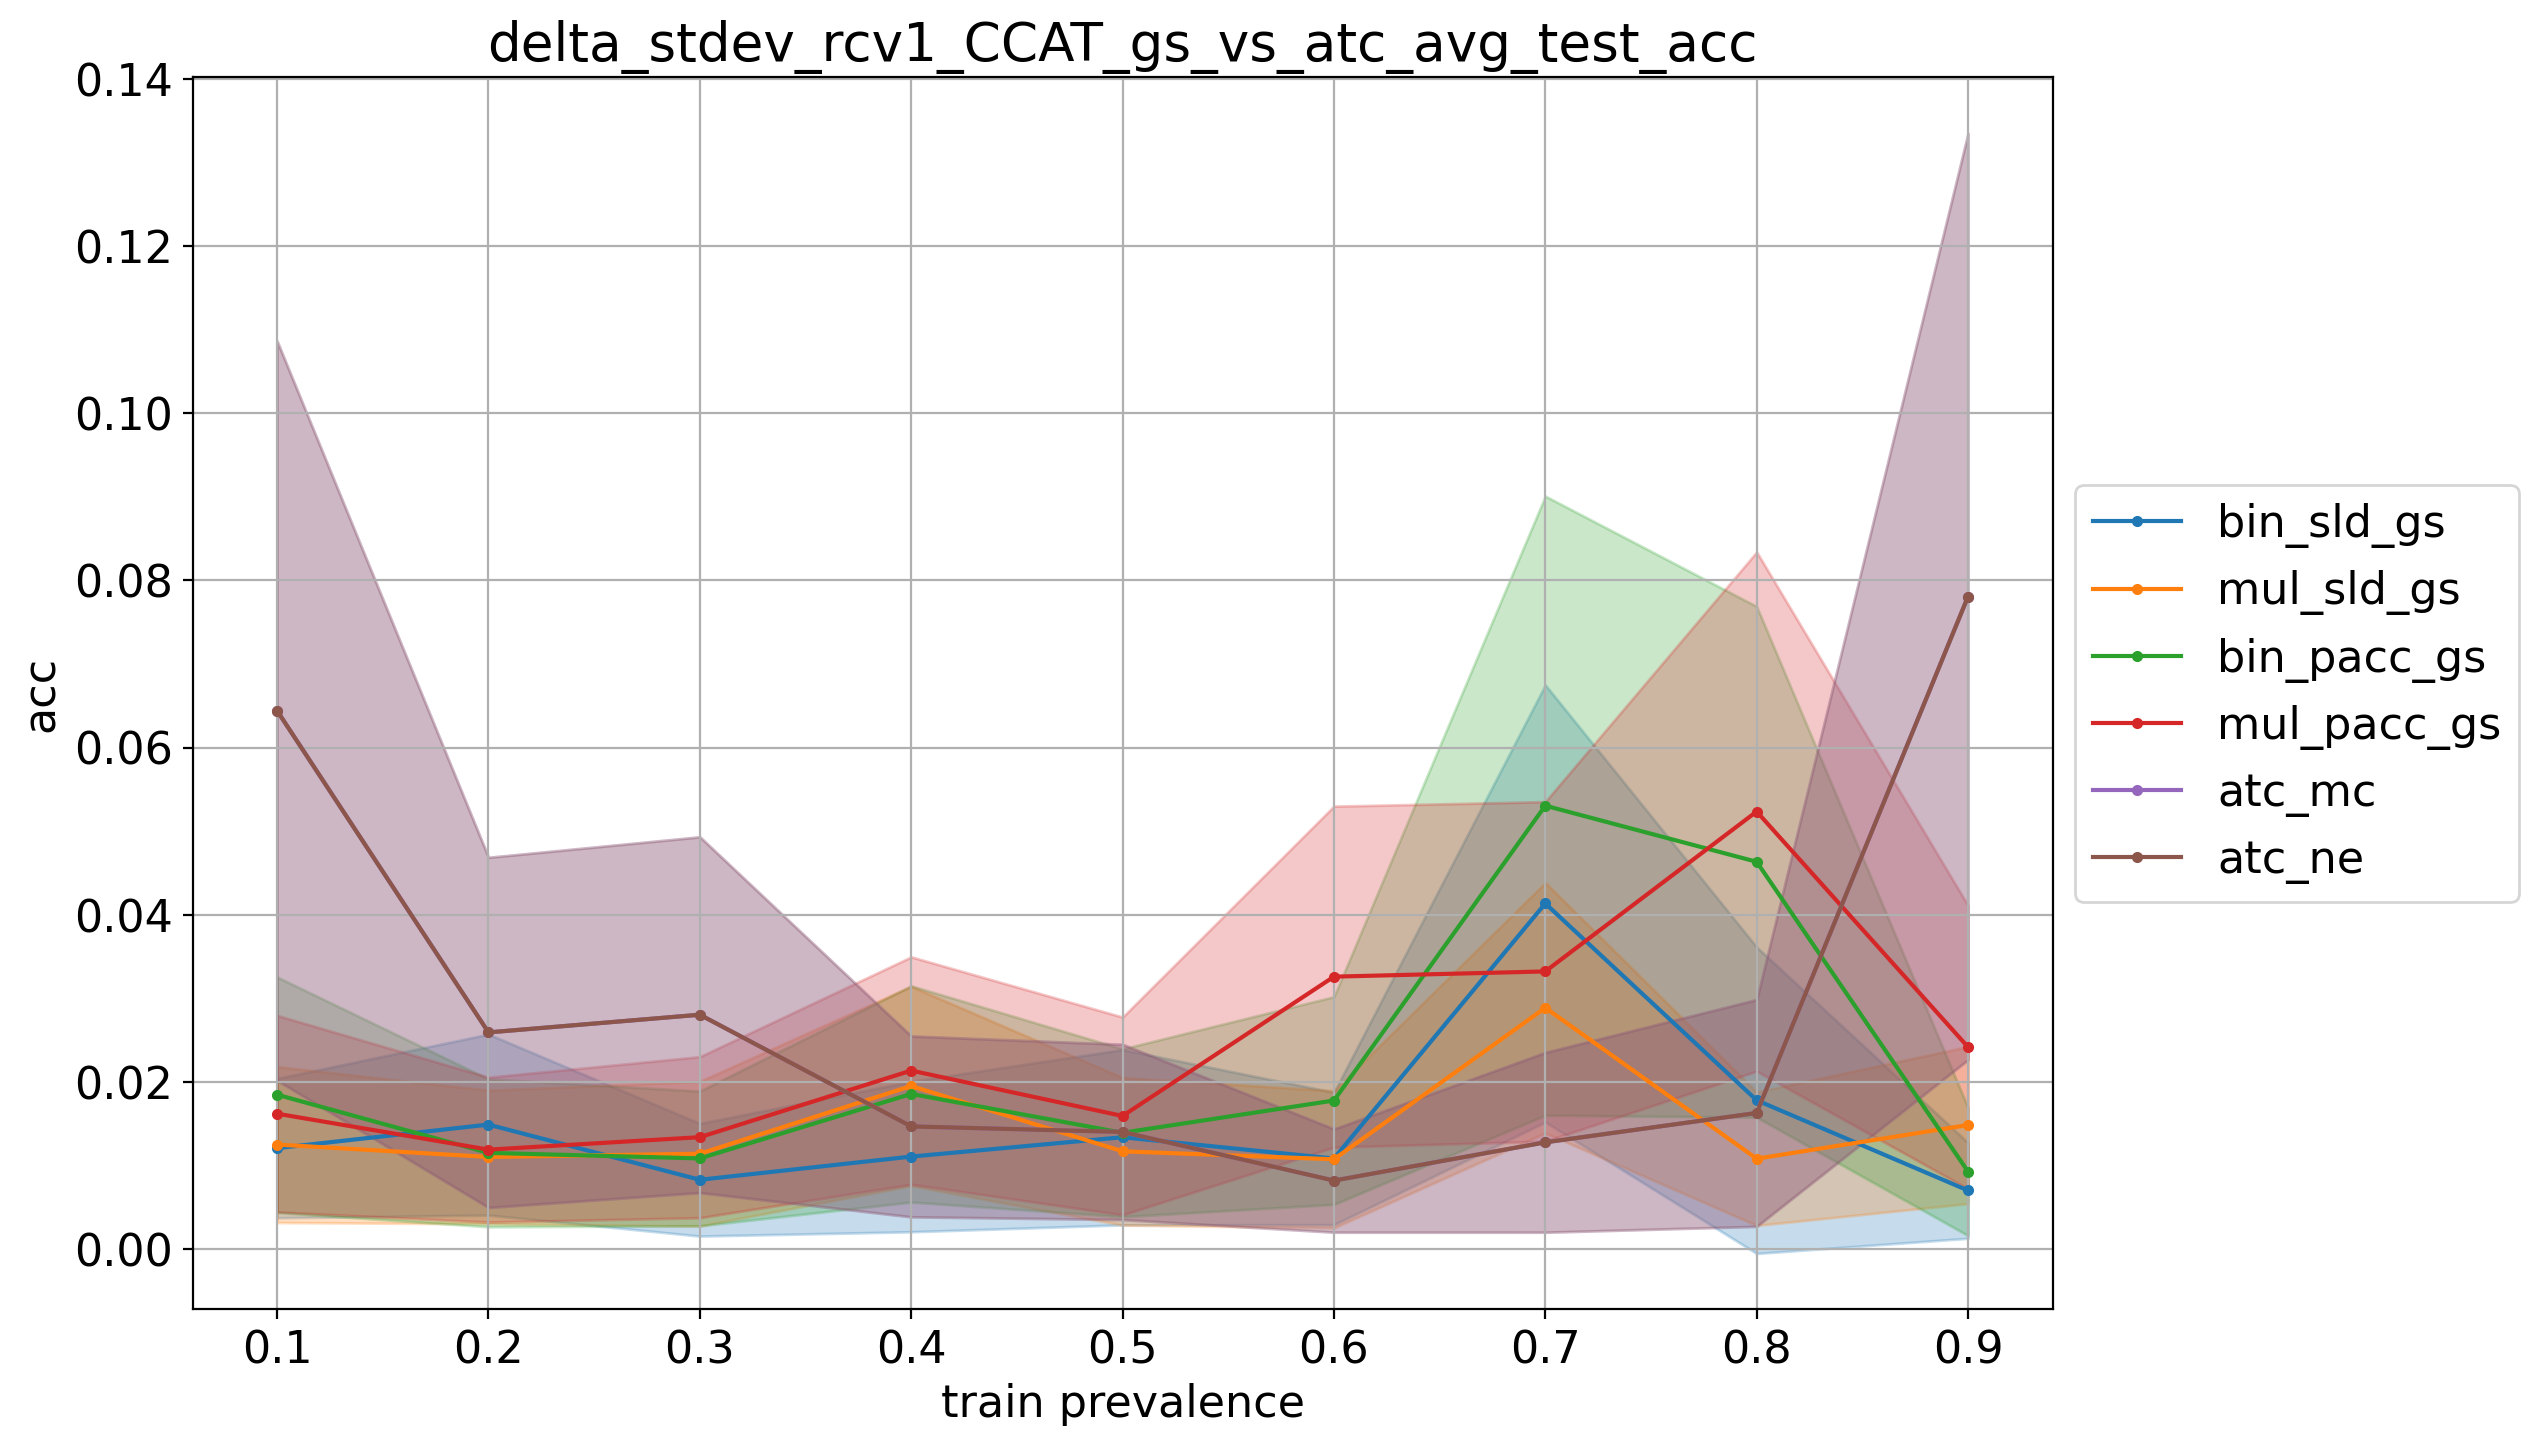 delta_stdev_rcv1_CCAT_gs_vs_atc_avg_test_acc
0.14
0.12
0.10
0.08
0.06
0.04
0.02
0.00
acc
0.1 0.2 0.3 0.4 0.5 0.6 0.7 0.8 0.9
train prevalence
bin_sld_gs
mul_sld_gs
bin_pacc_gs
mul_pacc_gs
atc_mc
atc_ne